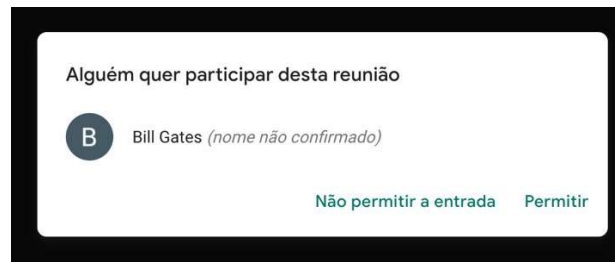 Alguém quer participar desta reunião
B
Bill Gates (nome não confirmado)
Não permitir a entrada Permitir